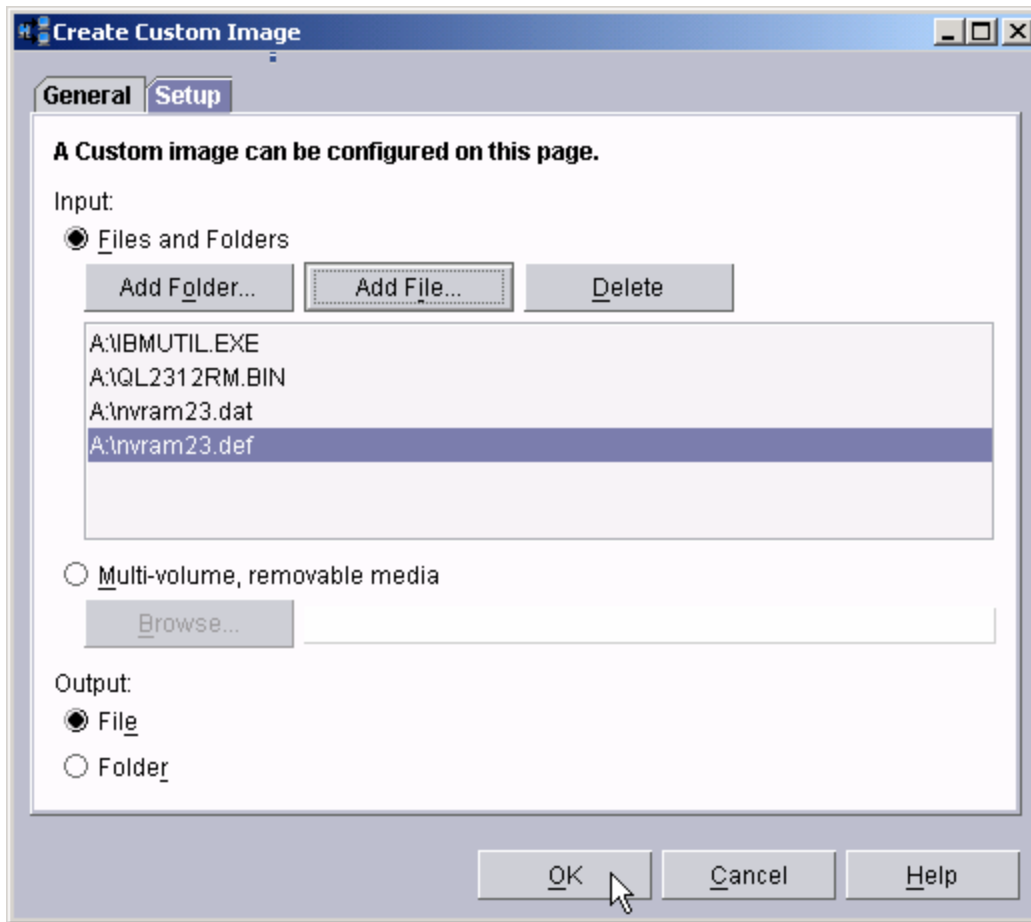 Create Custom Image
General Setup
A Custom image can be configured on this page.
Input:
Files and Folders
Add Folder... Add File... Delete
A:\IBMUTIL.EXE
A:\QL2312RM.BIN
A:\nvram23.dat
A:\nvram23.def
Multi-volume, removable media
Browse...
Output:
File
Folder
OK Cancel Help